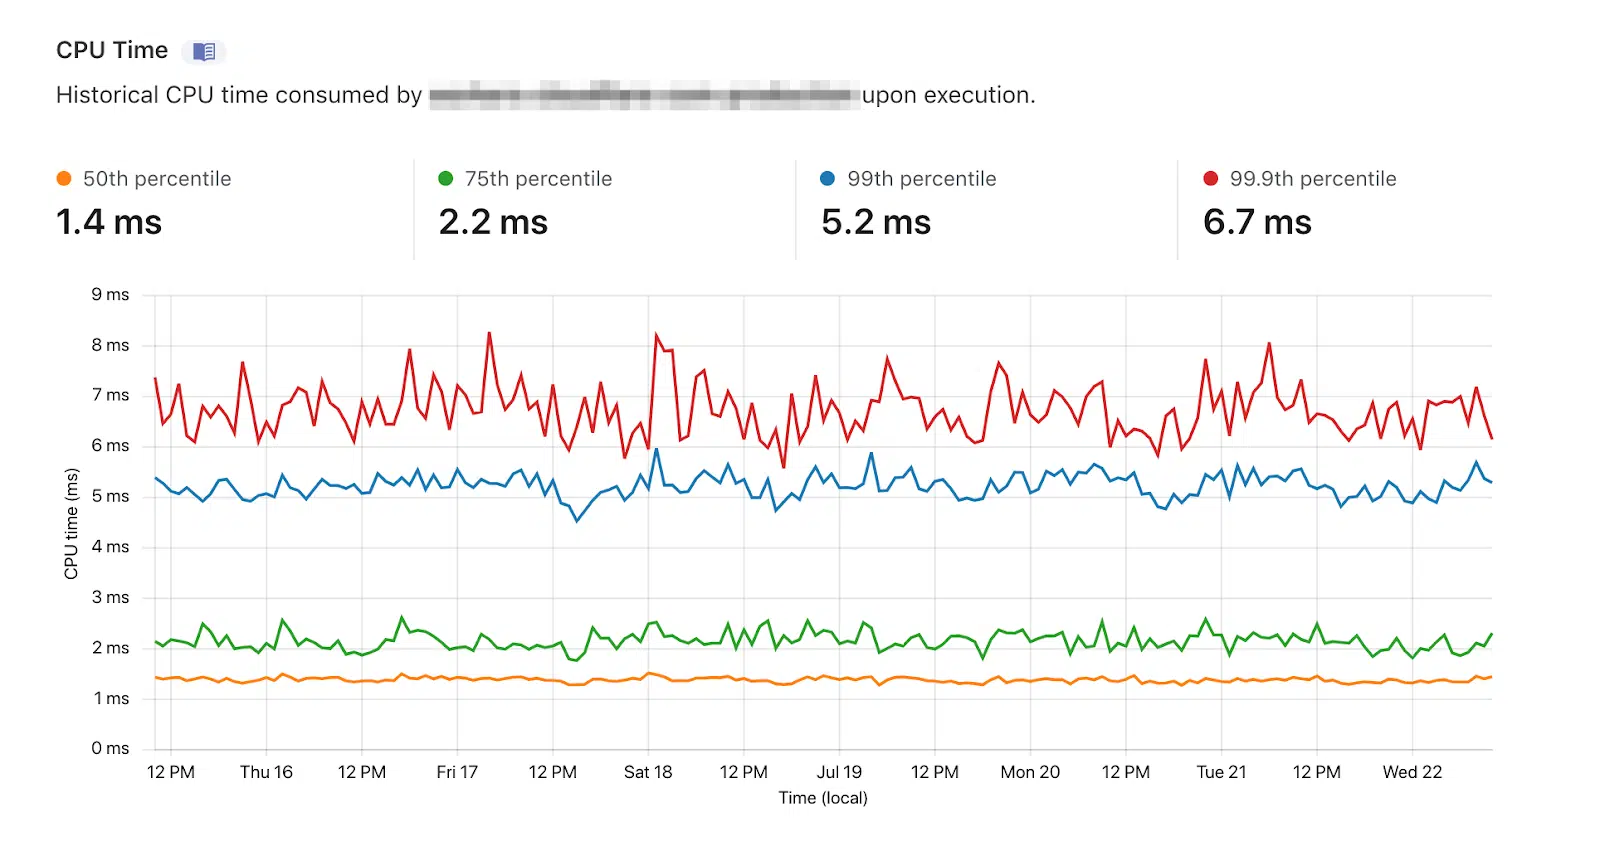 CPU Time
Historical CPU time consumed by upon execution.
50th percentile
1.4 ms
75th percentile
2.2 ms
99th percentile
5.2 ms
99.9th percentile
6.7 ms
9 ms
8 ms
7 ms
6 ms
5 ms
4 ms
3 ms
2 ms
1 ms
0 ms
CPU time (ms)
12 PM Thu 16 12 PM Fri 17 12 PM Sat 18 12 PM Jul 19 12 PM Mon 20 12 PM Tue 21 12 PM Wed 22
Time (local)